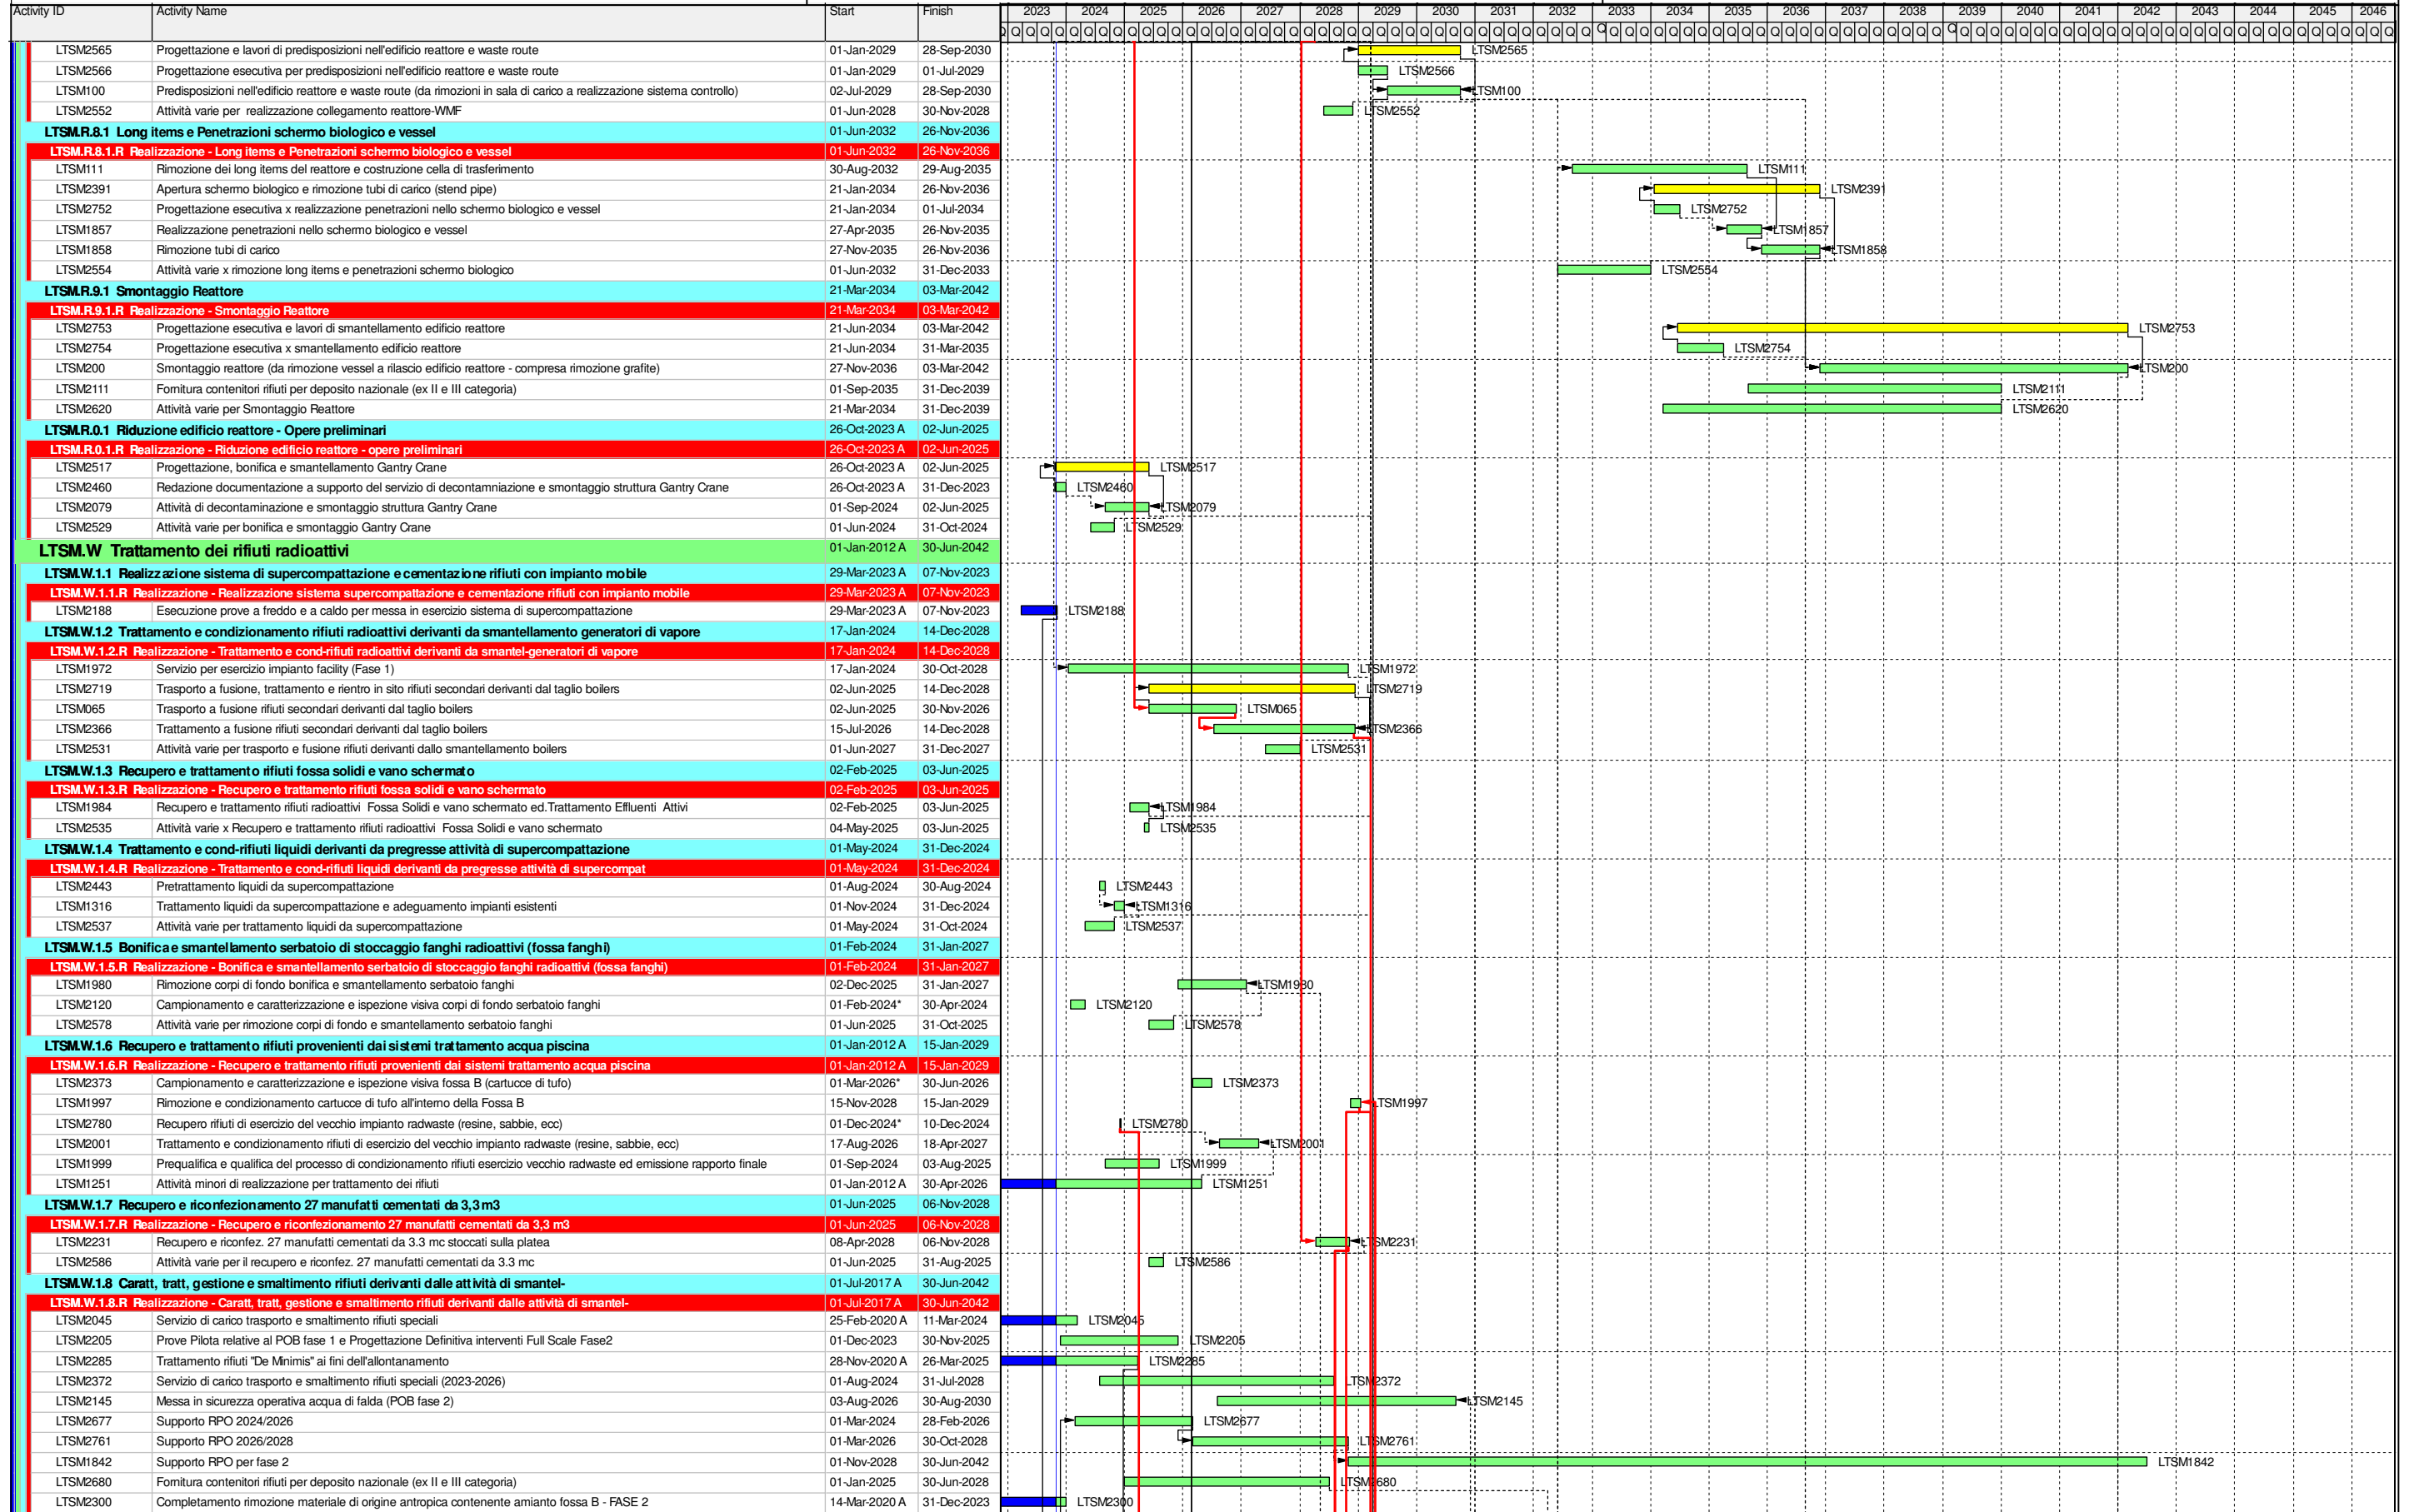 Activity ID Activity Name Start Finish 2023 2024 2025 2026 2027 2028 2029 2030 2031 2032 2033 2034 2035 2036 2037 2038 2039 2040 2041 2042 2043 2044 2045 2046
LTSM2565 Progettazione e lavori di predisposizioni nell'edificio reattore e waste route 01-Jan-2029 28-Sep-2030 LTSM2565
LTSM2566 Progettazione esecutiva per predisposizioni nell'edificio reattore e waste route 01-Jan-2029 01-Jul-2029 LTSM2566
LTSM100 Predisposizioni nell'edificio reattore e waste route (da rimozioni in sala di carico a realizzazione sistema controllo) 02-Jul-2029 28-Sep-2030 LTSM100
LTSM2552 Attività varie per realizzazione collegamento reattore-WMF 01-Jun-2028 30-Nov-2028 LTSM2552
LTSM.R.8.1 Long items e Penetrazioni schermo biologico e vessel 01-Jun-2032 26-Nov-2036
LTSM.R.8.1.R Realizzazione - Long items e Penetrazioni schermo biologico e vessel 01-Jun-2032 26-Nov-2036
LTSM111 Rimozione dei long items del reattore e costruzione cella di trasferimento 30-Aug-2032 29-Aug-2035 LTSM111
LTSM2391 Apertura schermo biologico e rimozione tubi di carico (stend pipe) 21-Jan-2034 26-Nov-2036 LTSM2391
LTSM2752 Progettazione esecutiva x realizzazione penetrazioni nello schermo biologico e vessel 21-Jan-2034 01-Jul-2034 LTSM2752
LTSM1857 Realizzazione penetrazioni nello schermo biologico e vessel 27-Apr-2035 26-Nov-2035 LTSM1857
LTSM1858 Rimozione tubi di carico 27-Nov-2035 26-Nov-2036 LTSM1858
LTSM2554 Attività varie x rimozione long items e penetrazioni schermo biologico 01-Jun-2032 31-Dec-2033 LTSM2554
LTSM.R.9.1 Smontaggio Reattore 21-Mar-2034 03-Mar-2042
LTSM.R.9.1.R Realizzazione - Smontaggio Reattore 21-Mar-2034 03-Mar-2042
LTSM2753 Progettazione esecutiva e lavori di smantellamento edificio reattore 21-Jun-2034 03-Mar-2042 LTSM2753
LTSM2754 Progettazione esecutiva x smantellamento edificio reattore 21-Jun-2034 31-Mar-2035 LTSM2754
LTSM200 Smontaggio reattore (da rimozione vessel a rilascio edificio reattore - compresa rimozione grafite) 27-Nov-2036 03-Mar-2042 LTSM200
LTSM2111 Fornitura contenitori rifiuti per deposito nazionale (ex II e III categoria) 01-Sep-2035 31-Dec-2039 LTSM2111
LTSM2620 Attività varie per Smontaggio Reattore 21-Mar-2034 31-Dec-2039 LTSM2620
LTSM.R.0.1 Riduzione edificio reattore - Opere preliminari 26-Oct-2023 A 02-Jun-2025
LTSM.R.0.1.R Realizzazione - Riduzione edificio reattore - opere preliminari 26-Oct-2023 A 02-Jun-2025
LTSM2517 Progettazione, bonifica e smantellamento Gantry Crane 26-Oct-2023 A 02-Jun-2025 LTSM2517
LTSM2460 Redazione documentazione a supporto del servizio di decontamniazione e smontaggio struttura Gantry Crane 26-Oct-2023 A 31-Dec-2023 LTSM2460
LTSM2079 Attività di decontaminazione e smontaggio struttura Gantry Crane 01-Sep-2024 02-Jun-2025 LTSM2079
LTSM2529 Attività varie per bonifica e smontaggio Gantry Crane 01-Jun-2024 31-Oct-2024 LTSM2529
LTSM.W Trattamento dei rifiuti radioattivi 01-Jan-2012 A 30-Jun-2042
LTSM.W.1.1 Realizzazione sistema di supercompattazione e cementazione rifiuti con impianto mobile 29-Mar-2023 A 07-Nov-2023
LTSM.W.1.1.R Realizzazione - Realizzazione sistema supercompattazione e cementazione rifiuti con impianto mobile 29-Mar-2023 A 07-Nov-2023
LTSM2188 Esecuzione prove a freddo e a caldo per messa in esercizio sistema di supercompattazione 29-Mar-2023 A 07-Nov-2023 LTSM2188
LTSM.W.1.2 Trattamento e condizionamento rifiuti radioattivi derivanti da smantellamento generatori di vapore 17-Jan-2024 14-Dec-2028
LTSM.W.1.2.R Realizzazione - Trattamento e cond-rifiuti radioattivi derivanti da smantel-generatori di vapore 17-Jan-2024 14-Dec-2028
LTSM1972 Servizio per esercizio impianto facility (Fase 1) 17-Jan-2024 30-Oct-2028 LTSM1972
LTSM2719 Trasporto a fusione, trattamento e rientro in sito rifiuti secondari derivanti dal taglio boilers 02-Jun-2025 14-Dec-2028 LTSM2719
LTSM065 Trasporto a fusione rifiuti secondari derivanti dal taglio boilers 02-Jun-2025 30-Nov-2026 LTSM065
LTSM2366 Trattamento a fusione rifiuti secondari derivanti dal taglio boilers 15-Jul-2026 14-Dec-2028 LTSM2366
LTSM2531 Attività varie per trasporto e fusione rifiuti derivanti dallo smantellamento boilers 01-Jun-2027 31-Dec-2027 LTSM2531
LTSM.W.1.3 Recupero e trattamento rifiuti fossa solidi e vano schermato 02-Feb-2025 03-Jun-2025
LTSM.W.1.3.R Realizzazione - Recupero e trattamento rifiuti fossa solidi e vano schermato 02-Feb-2025 03-Jun-2025
LTSM1984 Recupero e trattamento rifiuti radioattivi Fossa Solidi e vano schermato ed.Trattamento Effluenti Attivi 02-Feb-2025 03-Jun-2025 LTSM1984
LTSM2535 Attività varie x Recupero e trattamento rifiuti radioattivi Fossa Solidi e vano schermato 04-May-2025 03-Jun-2025 LTSM2535
LTSM.W.1.4 Trattamento e cond-rifiuti liquidi derivanti da pregresse attività di supercompattazione 01-May-2024 31-Dec-2024
LTSM.W.1.4.R Realizzazione - Trattamento e cond-rifiuti liquidi derivanti da pregresse attività di supercompat 01-May-2024 31-Dec-2024
LTSM2443 Pretrattamento liquidi da supercompattazione 01-Aug-2024 30-Aug-2024 LTSM2443
LTSM1316 Trattamento liquidi da supercompattazione e adeguamento impianti esistenti 01-Nov-2024 31-Dec-2024 LTSM1316
LTSM2537 Attività varie per trattamento liquidi da supercompattazione 01-May-2024 31-Oct-2024 LTSM2537
LTSM.W.1.5 Bonifica e smantellamento serbatoio di stoccaggio fanghi radioattivi (fossa fanghi) 01-Feb-2024 31-Jan-2027
LTSM.W.1.5.R Realizzazione - Bonifica e smantellamento serbatoio di stoccaggio fanghi radioattivi (fossa fanghi) 01-Feb-2024 31-Jan-2027
LTSM1980 Rimozione corpi di fondo bonifica e smantellamento serbatoio fanghi 02-Dec-2025 31-Jan-2027 LTSM1980
LTSM2120 Campionamento e caratterizzazione e ispezione visiva corpi di fondo serbatoio fanghi 01-Feb-2024* 30-Apr-2024 LTSM2120
LTSM2578 Attività varie per rimozione corpi di fondo e smantellamento serbatoio fanghi 01-Jun-2025 31-Oct-2025 LTSM2578
LTSM.W.1.6 Recupero e trattamento rifiuti provenienti dai sistemi trattamento acqua piscina 01-Jan-2012 A 15-Jan-2029
LTSM.W.1.6.R Realizzazione - Recupero e trattamento rifiuti provenienti dai sistemi trattamento acqua piscina 01-Jan-2012 A 15-Jan-2029
LTSM2373 Campionamento e caratterizzazione e ispezione visiva fossa B (cartucce di tufo) 01-Mar-2026* 30-Jun-2026 LTSM2373
LTSM1997 Rimozione e condizionamento cartucce di tufo all'interno della Fossa B 15-Nov-2028 15-Jan-2029 LTSM1997
LTSM2780 Recupero rifiuti di esercizio del vecchio impianto radwaste (resine, sabbie, ecc) 01-Dec-2024* 10-Dec-2024 LTSM2780
LTSM2001 Trattamento e condizionamento rifiuti di esercizio del vecchio impianto radwaste (resine, sabbie, ecc) 17-Aug-2026 18-Apr-2027 LTSM2001
LTSM1999 Prequalifica e qualifica del processo di condizionamento rifiuti esercizio vecchio radwaste ed emissione rapporto finale 01-Sep-2024 03-Aug-2025 LTSM1999
LTSM1251 Attività minori di realizzazione per trattamento dei rifiuti 01-Jan-2012 A 30-Apr-2026 LTSM1251
LTSM.W.1.7 Recupero e riconfezionamento 27 manufatti cementati da 3,3 m3 01-Jun-2025 06-Nov-2028
LTSM.W.1.7.R Realizzazione - Recupero e riconfezionamento 27 manufatti cementati da 3,3 m3 01-Jun-2025 06-Nov-2028
LTSM2231 Recupero e riconfez. 27 manufatti cementati da 3.3 mc stoccati sulla platea 08-Apr-2028 06-Nov-2028 LTSM2231
LTSM2586 Attività varie per il recupero e riconfez. 27 manufatti cementati da 3.3 mc 01-Jun-2025 31-Aug-2025 LTSM2586
LTSM.W.1.8 Caratt, tratt, gestione e smaltimento rifiuti derivanti dalle attività di smantel- 01-Jul-2017 A 30-Jun-2042
LTSM.W.1.8.R Realizzazione - Caratt, tratt, gestione e smaltimento rifiuti derivanti dalle attività di smantel- 01-Jul-2017 A 30-Jun-2042
LTSM2045 Servizio di carico trasporto e smaltimento rifiuti speciali 25-Feb-2020 A 11-Mar-2024 LTSM2045
LTSM2205 Prove Pilota relative al POB fase 1 e Progettazione Definitiva interventi Full Scale Fase2 01-Dec-2023 30-Nov-2025 LTSM2205
LTSM2285 Trattamento rifiuti "De Minimis" ai fini dell'allontanamento 28-Nov-2020 A 26-Mar-2025 LTSM2285
LTSM2372 Servizio di carico trasporto e smaltimento rifiuti speciali (2023-2026) 01-Aug-2024 31-Jul-2028 LTSM2372
LTSM2145 Messa in sicurezza operativa acqua di falda (POB fase 2) 03-Aug-2026 30-Aug-2030 LTSM2145
LTSM2677 Supporto RPO 2024/2026 01-Mar-2024 28-Feb-2026 LTSM2677
LTSM2761 Supporto RPO 2026/2028 01-Mar-2026 30-Oct-2028 LTSM2761
LTSM1842 Supporto RPO per fase 2 01-Nov-2028 30-Jun-2042 LTSM1842
LTSM2680 Fornitura contenitori rifiuti per deposito nazionale (ex II e III categoria) 01-Jan-2025 30-Jun-2028 LTSM2680
LTSM2300 Completamento rimozione materiale di origine antropica contenente amianto fossa B - FASE 2 14-Mar-2020 A 31-Dec-2023 LTSM2300